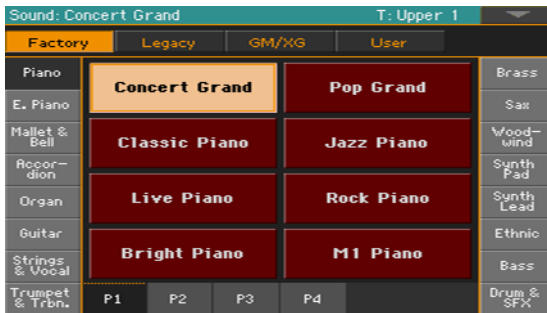 Sound: Concert Grand T: Upper 1
Factory Legacy GM/XG User
Piano
E. Piano
Mallet &
Bell
Accor-
dion
Organ
Guitar
Strings
& Vocal
Trumpet
& Trbn.
Concert Grand Pop Grand
Classic Piano Jazz Piano
Live Piano Rock Piano
Bright Piano M1 Piano
P1 P2 P3 P4
Brass
Sax
Wood-
wind
Synth
Pad
Synth
Lead
Ethnic
Bass
Drum &
SFX